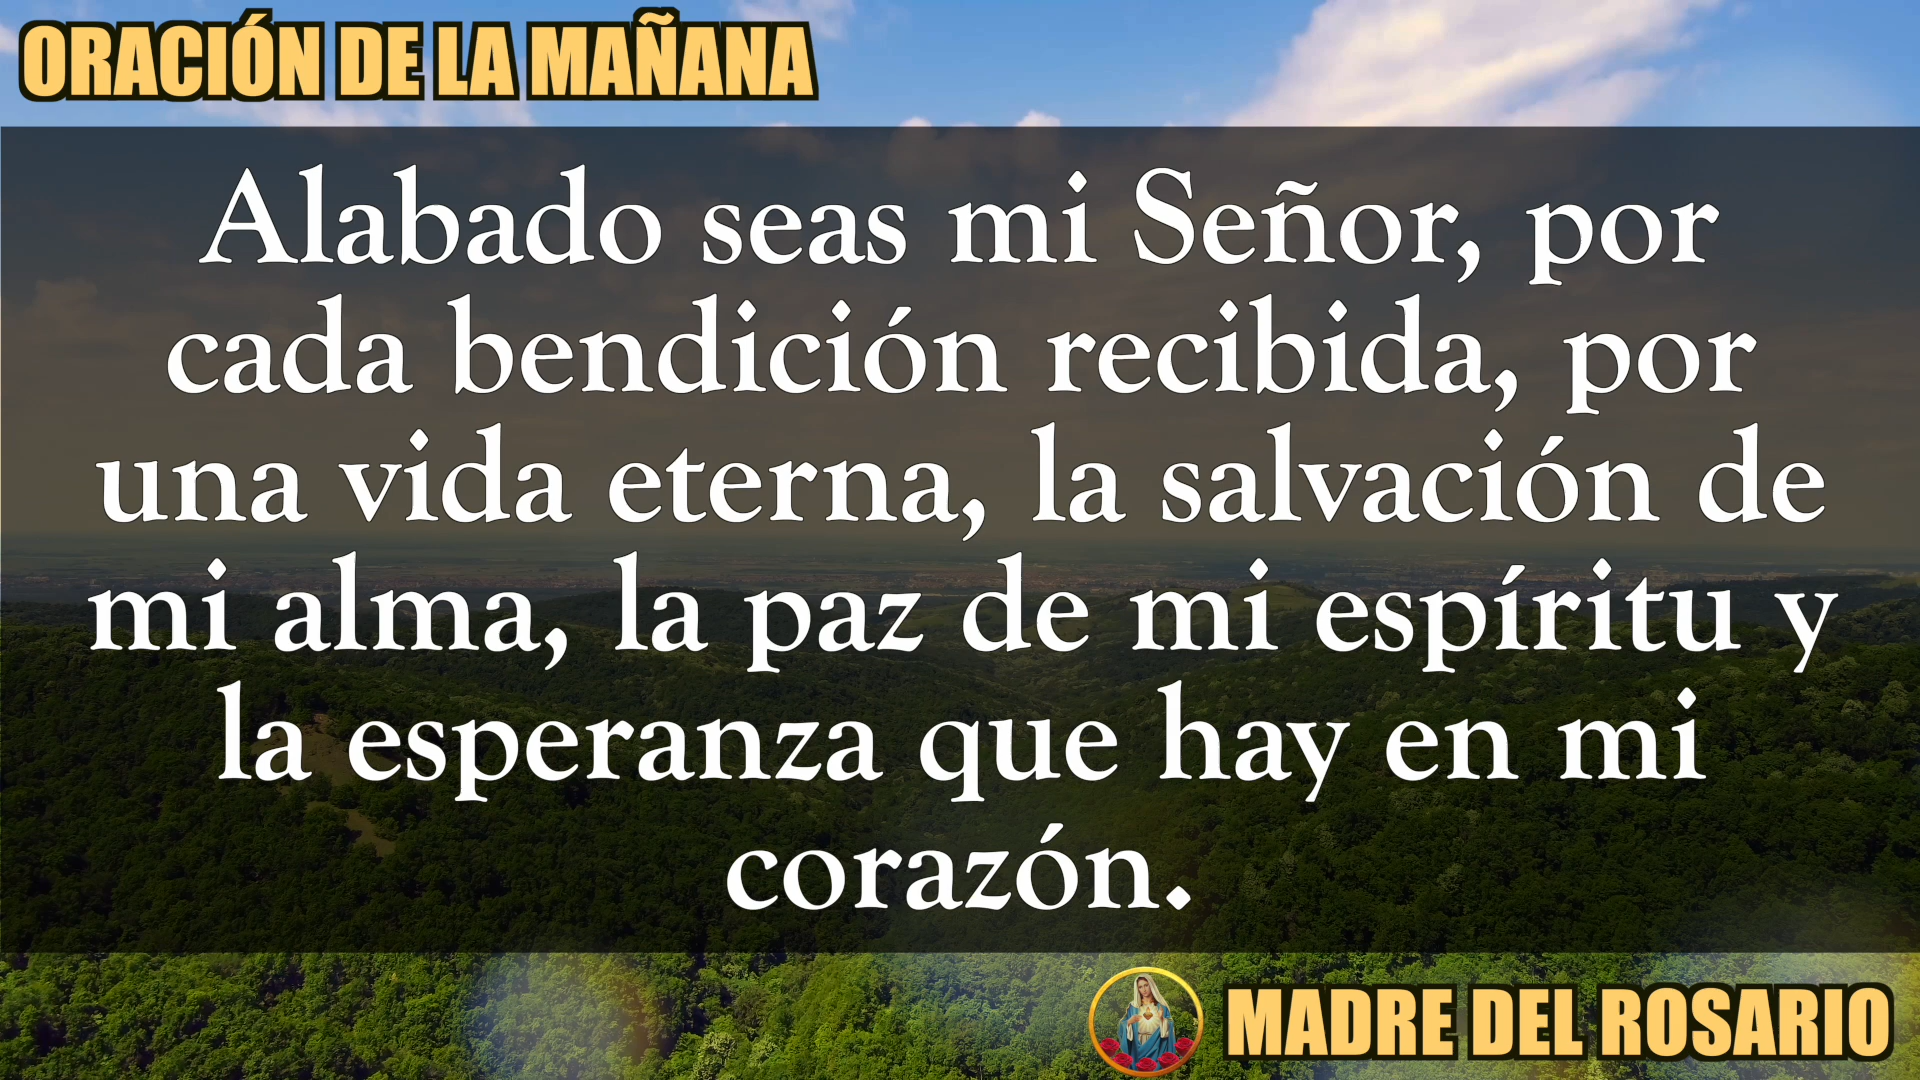 ORACIÓN DE LA MAÑANA
Alabado seas mi Señor, por
cada bendición recibida, por
una vida eterna, la salvación de
mi alma, la paz de mi espíritu y
la esperanza que hay en mi
corazón.
MADRE DEL ROSARIO